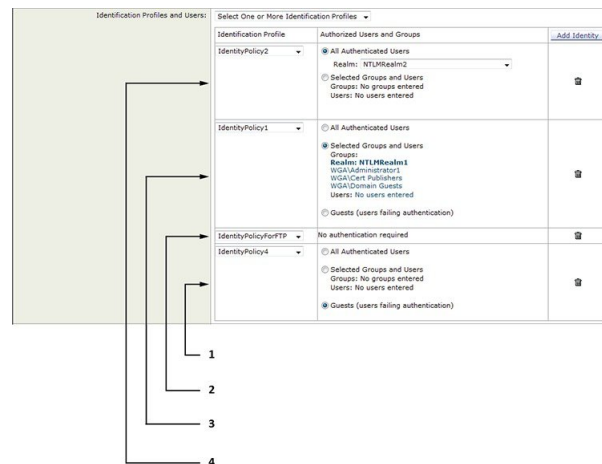 Identification Profiles and Users:
Select One or More Identification Profiles
Identification Profile
Authorized Users and Groups
Add Identity
IdentityPolicy2
All Authenticated Users
Realm: NTLMRealm2
Selected Groups and Users
Groups: No groups entered
Users: No users entered
IdentityPolicy1
All Authenticated Users
Selected Groups and Users
Groups:
Realm: NTLMRealm1
WGA\Administrator1
WGA\Cert Publishers
WGA\Domain Guests
Users: No users entered
Guests (users failing authentication)
IdentityPolicyForFTP
No authentication required
IdentityPolicy4
All Authenticated Users
Selected Groups and Users
Groups: No groups entered
Users: No users entered
Guests (users failing authentication)
1
2
3
4